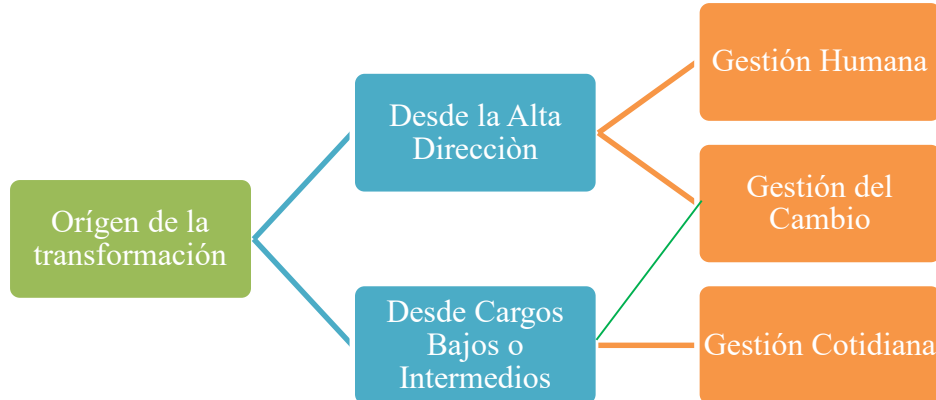 Orígen de la
transformación
Desde la Alta
Direcciòn
Desde Cargos
Bajos o
Intermedios
Gestión Humana
Gestión del
Cambio
Gestión Cotidiana